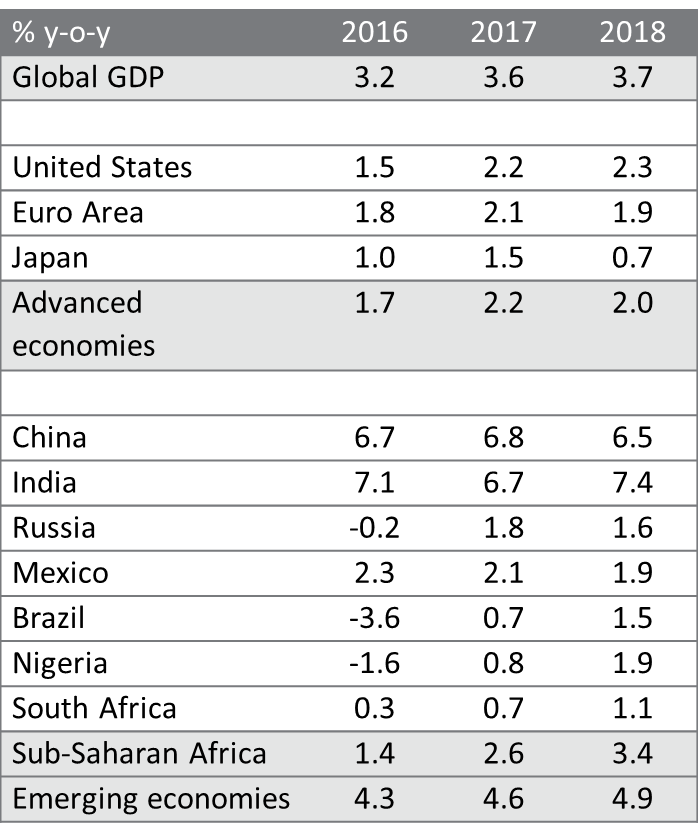 % y-o-y 2016 2017 2018
Global GDP 3.2 3.6 3.7
United States 1.5 2.2 2.3
Euro Area 1.8 2.1 1.9
Japan 1.0 1.5 0.7
Advanced 1.7 2.2 2.0
economies
China 6.7 6.8 6.5
India 7.1 6.7 7.4
Russia -0.2 1.8 1.6
Mexico 2.3 2.1 1.9
Brazil -3.6 0.7 1.5
Nigeria -1.6 0.8 1.9
South Africa 0.3 0.7 1.1
Sub-Saharan Africa 1.4 2.6 3.4
Emerging economies 4.3 4.6 4.9